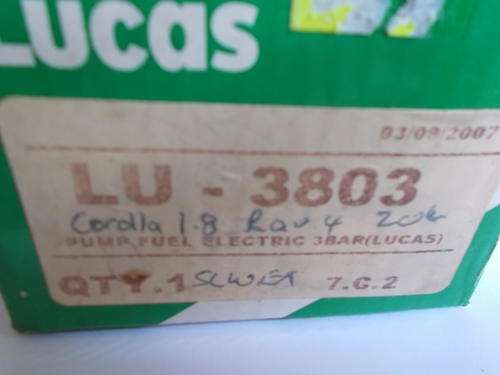 Lucas
03/09/2007
LU - 3803
Corolla 1.8 Rav 4
PUMP FUEL ELECTRIC 3BAR(LUCAS)
QTY.1
7.G.2